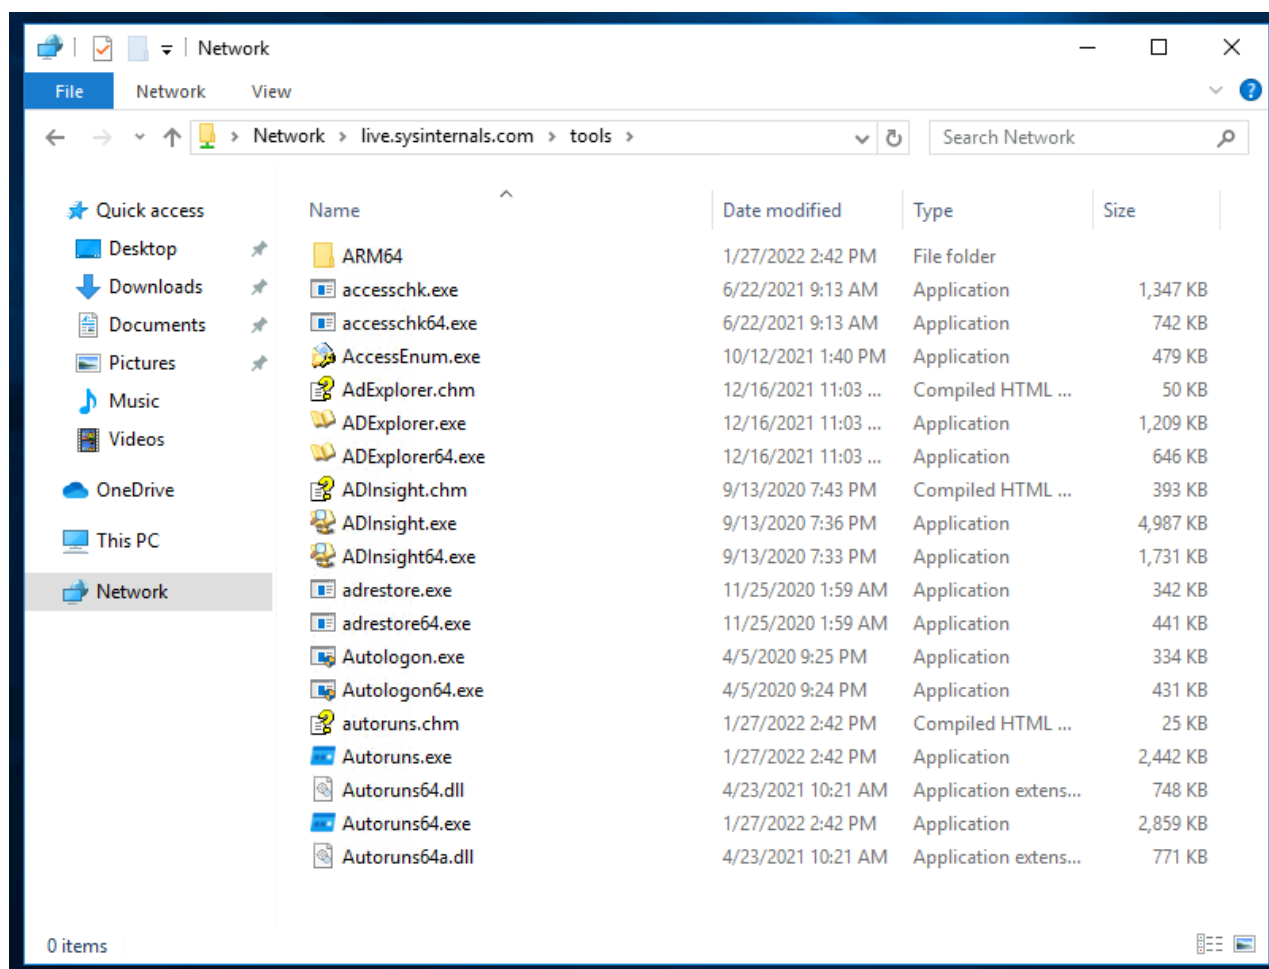 Network
File Network View
Network > live.sysinternals.com > tools > Search Network
Quick access
Desktop
Downloads
Documents
Pictures
Music
Videos
OneDrive
This PC
Network
Name Date modified Type Size
ARM64 1/27/2022 2:42 PM File folder
accesschk.exe 6/22/2021 9:13 AM Application 1,347 KB
accesschk64.exe 6/22/2021 9:13 AM Application 742 KB
AccessEnum.exe 10/12/2021 1:40 PM Application 479 KB
AdExplorer.chm 12/16/2021 11:03 ... Compiled HTML ... 50 KB
ADExplorer.exe 12/16/2021 11:03 ... Application 1,209 KB
ADExplorer64.exe 12/16/2021 11:03 ... Application 646 KB
ADInsight.chm 9/13/2020 7:43 PM Compiled HTML ... 393 KB
ADInsight.exe 9/13/2020 7:36 PM Application 4,987 KB
ADInsight64.exe 9/13/2020 7:33 PM Application 1,731 KB
adrestore.exe 11/25/2020 1:59 AM Application 342 KB
adrestore64.exe 11/25/2020 1:59 AM Application 441 KB
Autologon.exe 4/5/2020 9:25 PM Application 334 KB
Autologon64.exe 4/5/2020 9:24 PM Application 431 KB
autoruns.chm 1/27/2022 2:42 PM Compiled HTML ... 25 KB
Autoruns.exe 1/27/2022 2:42 PM Application 2,442 KB
Autoruns64.dll 4/23/2021 10:21 AM Application extens... 748 KB
Autoruns64.exe 1/27/2022 2:42 PM Application 2,859 KB
Autoruns64a.dll 4/23/2021 10:21 AM Application extens... 771 KB
0 items